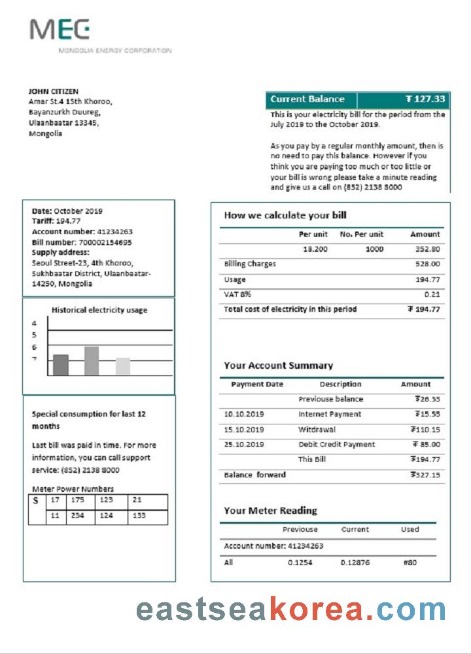 MEC
MONGOLIA ENERGY CORPORATION
JOHN CITIZEN
Amar St.4 15th Khoroo,
Bayanzurkh Duureg,
Ulaanbaatar 13345,
Mongolia
Current Balance ₮ 127.33
This is your electricity bill for the period from the
July 2019 to the October 2019.
As you pay by a regular monthly amount, then is
no need to pay this balance. However if you
think you are paying too much or too little or
your bill is wrong please take a minute reading
and give us a call on (852) 2138 8000
Date: October 2019
Tariff: 194.77
Account number: 41234263
Bill number: 700002154695
Supply address:
Seoul Street-23, 4th Khoroo,
Sukhbaatar District, Ulaanbaatar-
14250, Mongolia
Historical electricity usage
4
5
6
7
Special consumption for last 12
months
Last bill was paid in time. For more
information, you can call support
service: (852) 2138 8000
Meter Power Numbers
S 17 175 123 21
11 234 124 133
How we calculate your bill
Per unit No. Per unit Amount
18.200 1000 352.80
Billing Charges 528.00
Usage 194.77
VAT 8% 0.21
Total cost of electricity in this period ₮ 194.77
Your Account Summary
Payment Date Description Amount
Previouse balance ₮26.35
10.10.2019 Internet Payment ₮15.55
15.10.2019 Witdrawal ₮110.15
25.10.2019 Debit Credit Payment ₮ 85.00
This Bill ₮194.77
Balance forward ₮527.15
Your Meter Reading
Previouse Current Used
Account number: 41234263
All 0.1254 0.12876 #80
eastseakorea.com